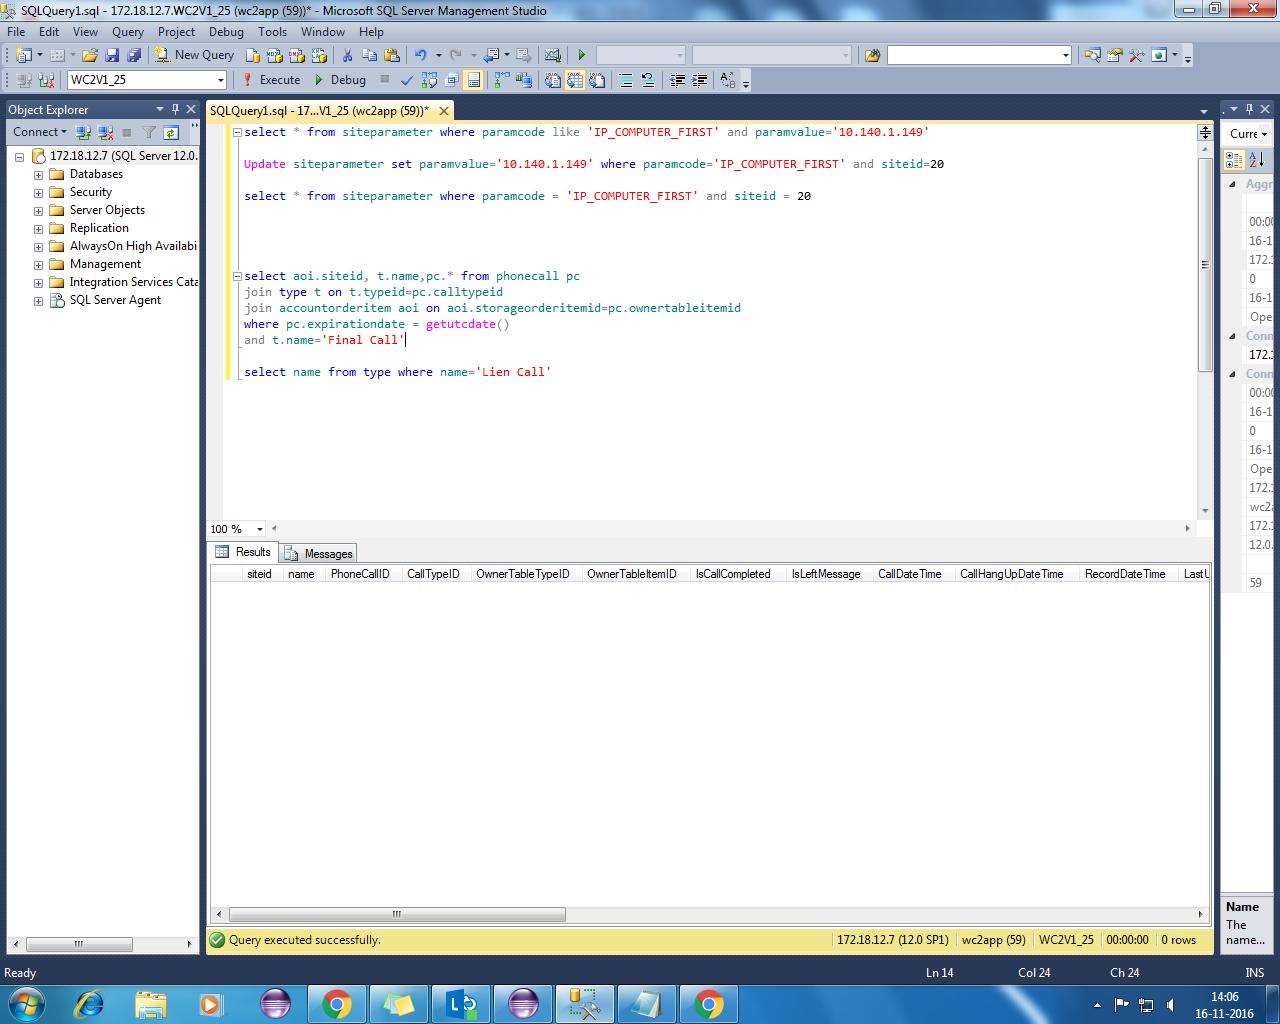 SQLQuery1.sql - 172.18.12.7.WC2V1_25 (wc2app (59))* - Microsoft SQL Server Management Studio
File Edit View Query Project Debug Tools Window Help
New Query
WC2V1_25 Execute Debug
Object Explorer
Connect
172.18.12.7 (SQL Server 12.0.
Databases
Security
Server Objects
Replication
AlwaysOn High Availabi
Management
Integration Services Cata
SQL Server Agent
SQLQuery1.sql - 17...V1_25 (wc2app (59))*
select * from siteparameter where paramcode like 'IP_COMPUTER_FIRST' and paramvalue='10.140.1.149'
Update siteparameter set paramvalue='10.140.1.149' where paramcode='IP_COMPUTER_FIRST' and siteid=20
select * from siteparameter where paramcode = 'IP_COMPUTER_FIRST' and siteid = 20
select aoi.siteid, t.name,pc.* from phonecall pc
join type t on t.typeid=pc.calltypeid
join accountorderitem aoi on aoi.storageorderitemid=pc.ownertableitemid
where pc.expirationdate = getutcdate()
and t.name='Final Call'
select name from type where name='Lien Call'
100 %
Results Messages
siteid name PhoneCallID CallTypeID OwnerTableTypeID OwnerTableItemID IsCallCompleted IsLeftMessage CallDateTime CallHangUpDateTime RecordDateTime LastU
Query executed successfully.
172.18.12.7 (12.0 SP1) wc2app (59) WC2V1_25 00:00:00 0 rows
Curre
Aggr
00:00
16-1
172.
0
16-1
Ope
Conn
172.
Conn
00:00
16-1
0
16-1
Ope
172.
wc2a
172.
12.0.
59
Name
The
name...
Ready
Ln 14 Col 24 Ch 24 INS
14:06
16-11-2016